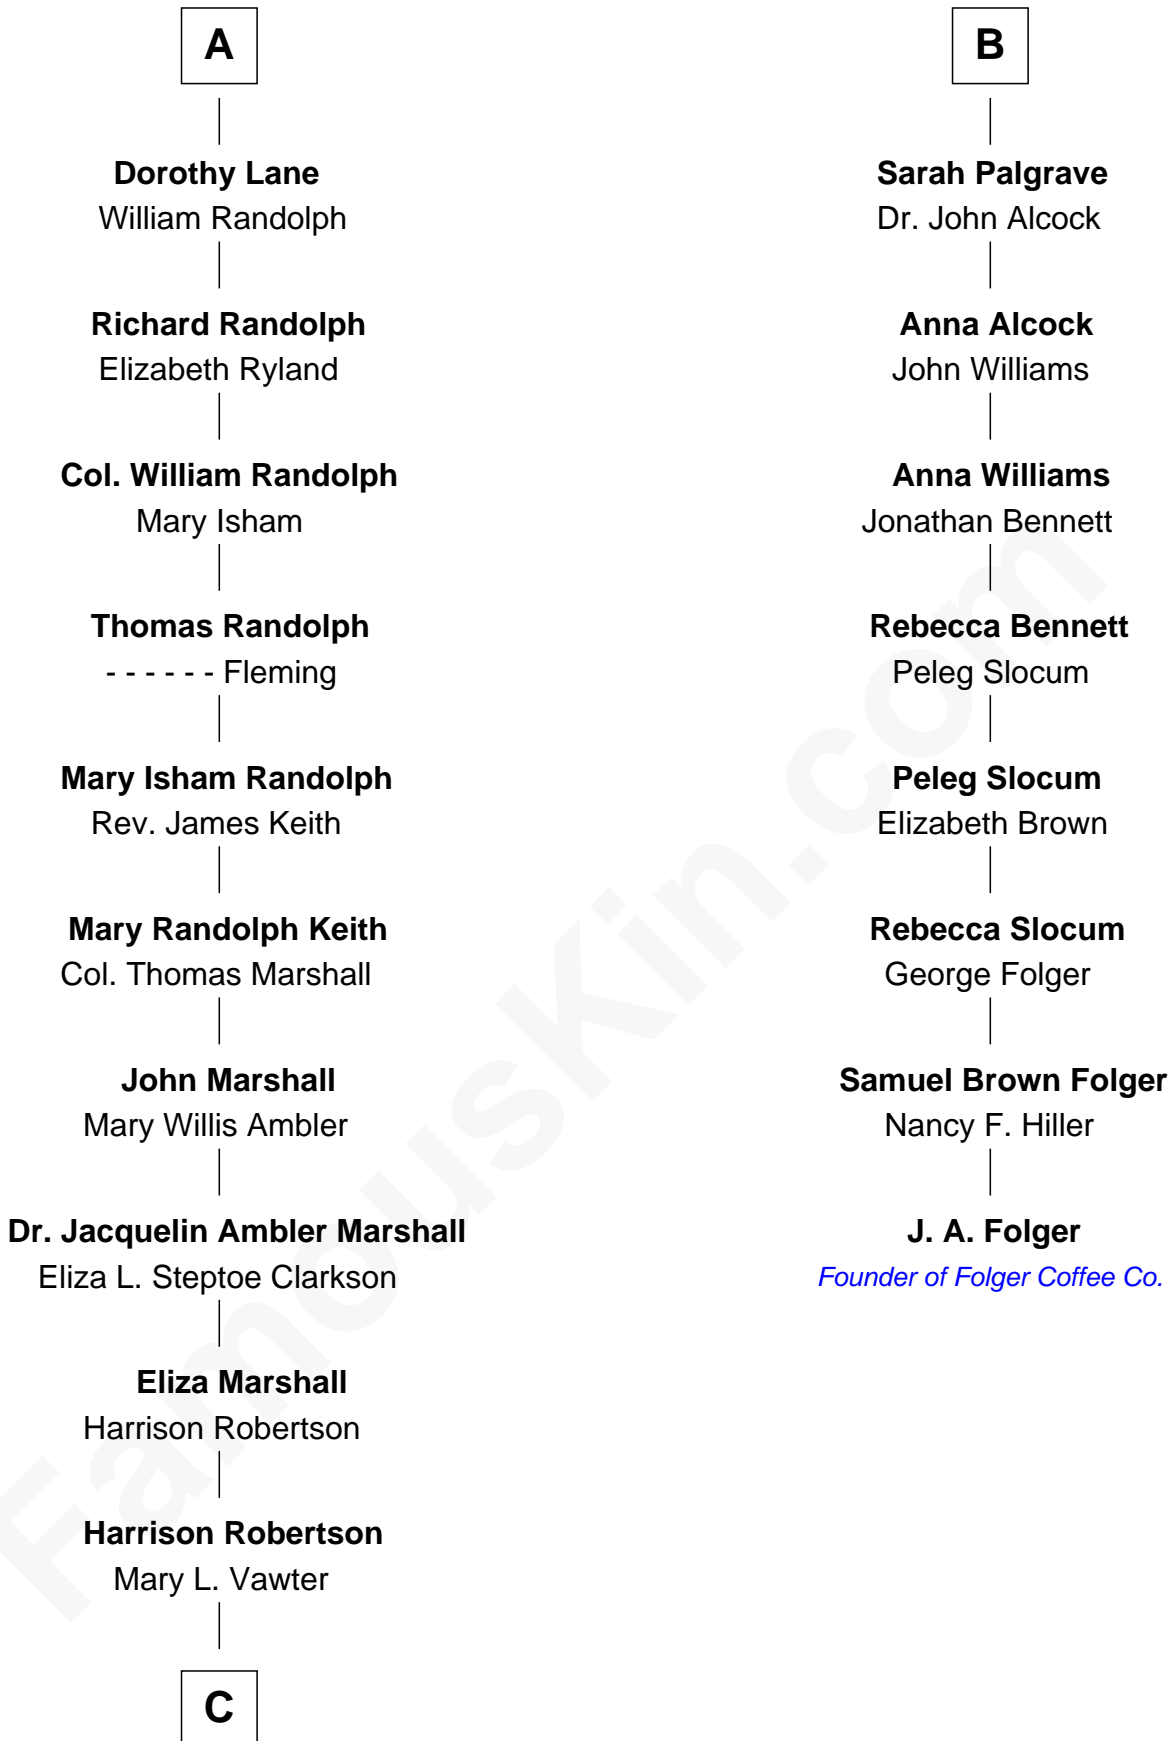 A
Dorothy Lane
William Randolph
Richard Randolph
Elizabeth Ryland
Col. William Randolph
Mary Isham
Thomas Randolph
- - - - - - Fleming
Mary Isham Randolph
Rev. James Keith
Mary Randolph Keith
Col. Thomas Marshall
John Marshall
Mary Willis Ambler
Dr. Jacquelin Ambler Marshall
Eliza L. Steptoe Clarkson
Eliza Marshall
Harrison Robertson
Harrison Robertson
Mary L. Vawter
C
B
Sarah Palgrave
Dr. John Alcock
Anna Alcock
John Williams
Anna Williams
Jonathan Bennett
Rebecca Bennett
Peleg Slocum
Peleg Slocum
Elizabeth Brown
Rebecca Slocum
George Folger
Samuel Brown Folger
Nancy F. Hiller
J. A. Folger
Founder of Folger Coffee Co.
FamousKin.com